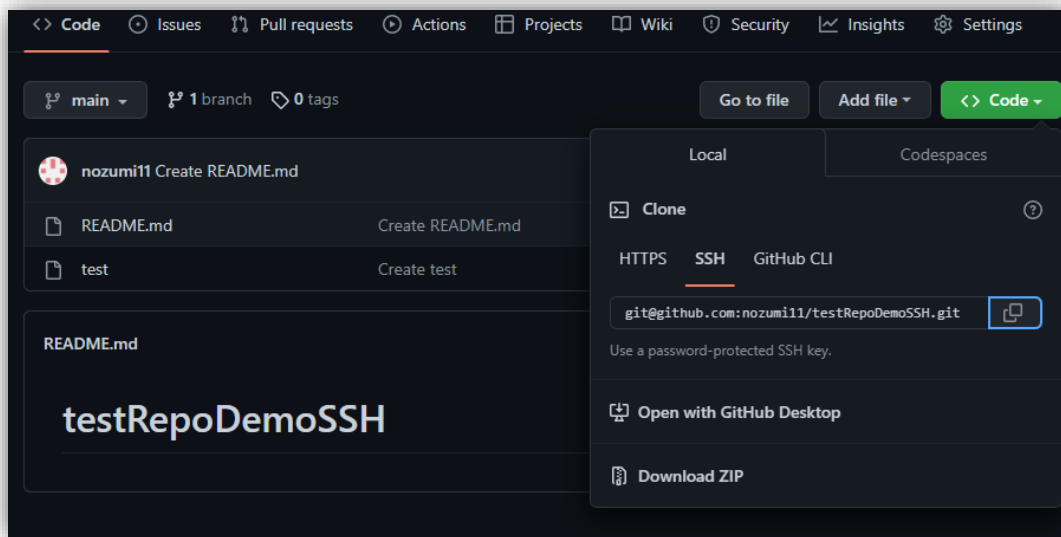 <> Code Issues Pull requests Actions Projects Wiki Security Insights Settings
main 1 branch 0 tags Go to file Add file <> Code
Local Codespaces
nozumi11 Create README.md
Clone
README.md Create README.md
HTTPS SSH GitHub CLI
test Create test
git@github.com:nozumi11/testRepoDemoSSH.git
README.md
Use a password-protected SSH key.
testRepoDemoSSH
Open with GitHub Desktop
Download ZIP